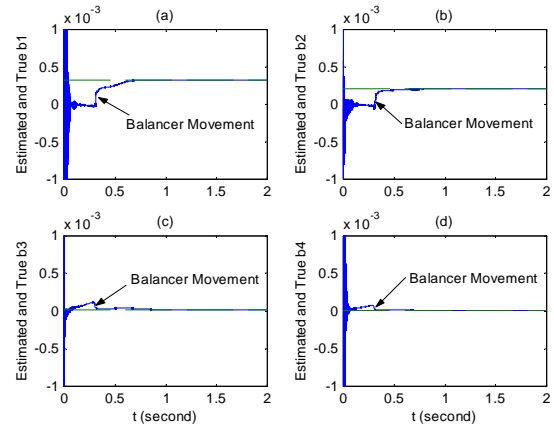 (a)
x 10-3
Estimated and True b1
1
0.5
0
-0.5
-1
0 0.5 1 1.5 2
Balancer Movement
(b)
x 10-3
Estimated and True b2
1
0.5
0
-0.5
-1
0 0.5 1 1.5 2
Balancer Movement
(c)
x 10-3
Estimated and True b3
1
0.5
0
-0.5
-1
0 0.5 1 1.5 2
Balancer Movement
t (second)
(d)
x 10-3
Estimated and True b4
1
0.5
0
-0.5
-1
0 0.5 1 1.5 2
Balancer Movement
t (second)